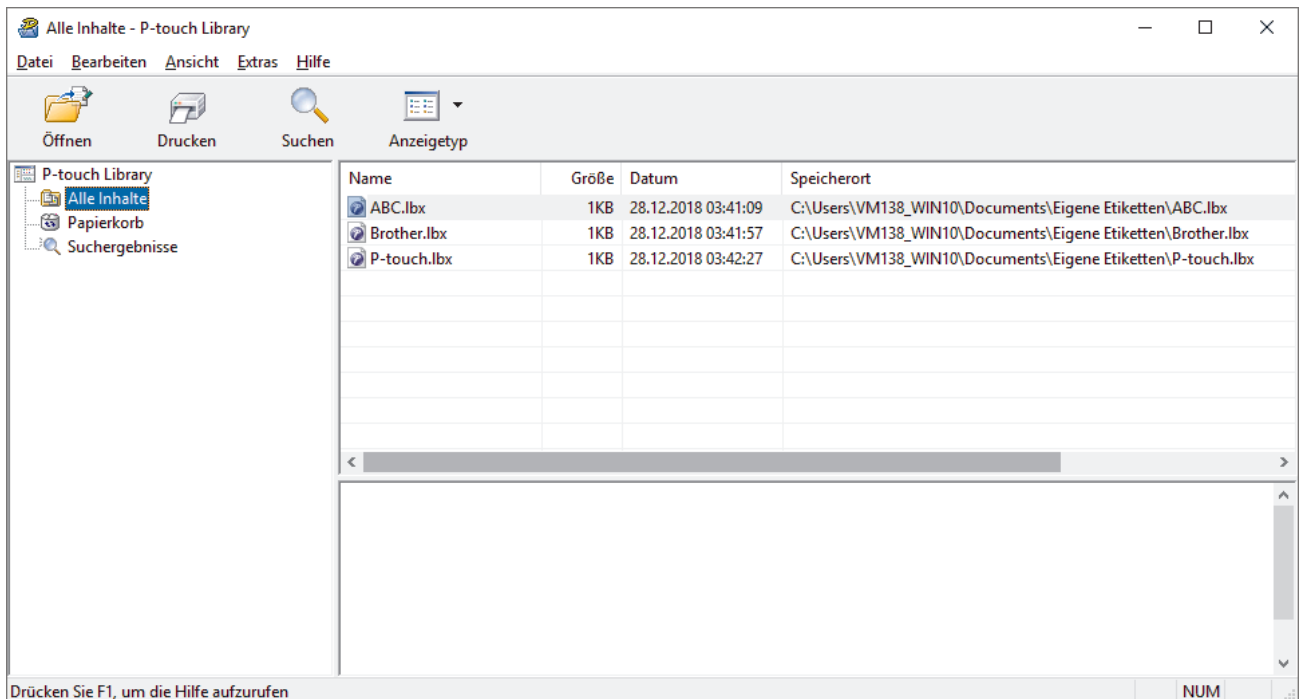 Alle Inhalte - P-touch Library
Datei Bearbeiten Ansicht Extras Hilfe
Öffnen Drucken Suchen Anzeigetyp
P-touch Library
Alle Inhalte
Papierkorb
Suchergebnisse
Name Größe Datum Speicherort
ABC.lbx 1KB 28.12.2018 03:41:09 C:\Users\VM138_WIN10\Documents\Eigene Etiketten\ABC.lbx
Brother.lbx 1KB 28.12.2018 03:41:57 C:\Users\VM138_WIN10\Documents\Eigene Etiketten\Brother.lbx
P-touch.lbx 1KB 28.12.2018 03:42:27 C:\Users\VM138_WIN10\Documents\Eigene Etiketten\P-touch.lbx
Drücken Sie F1, um die Hilfe aufzurufen NUM